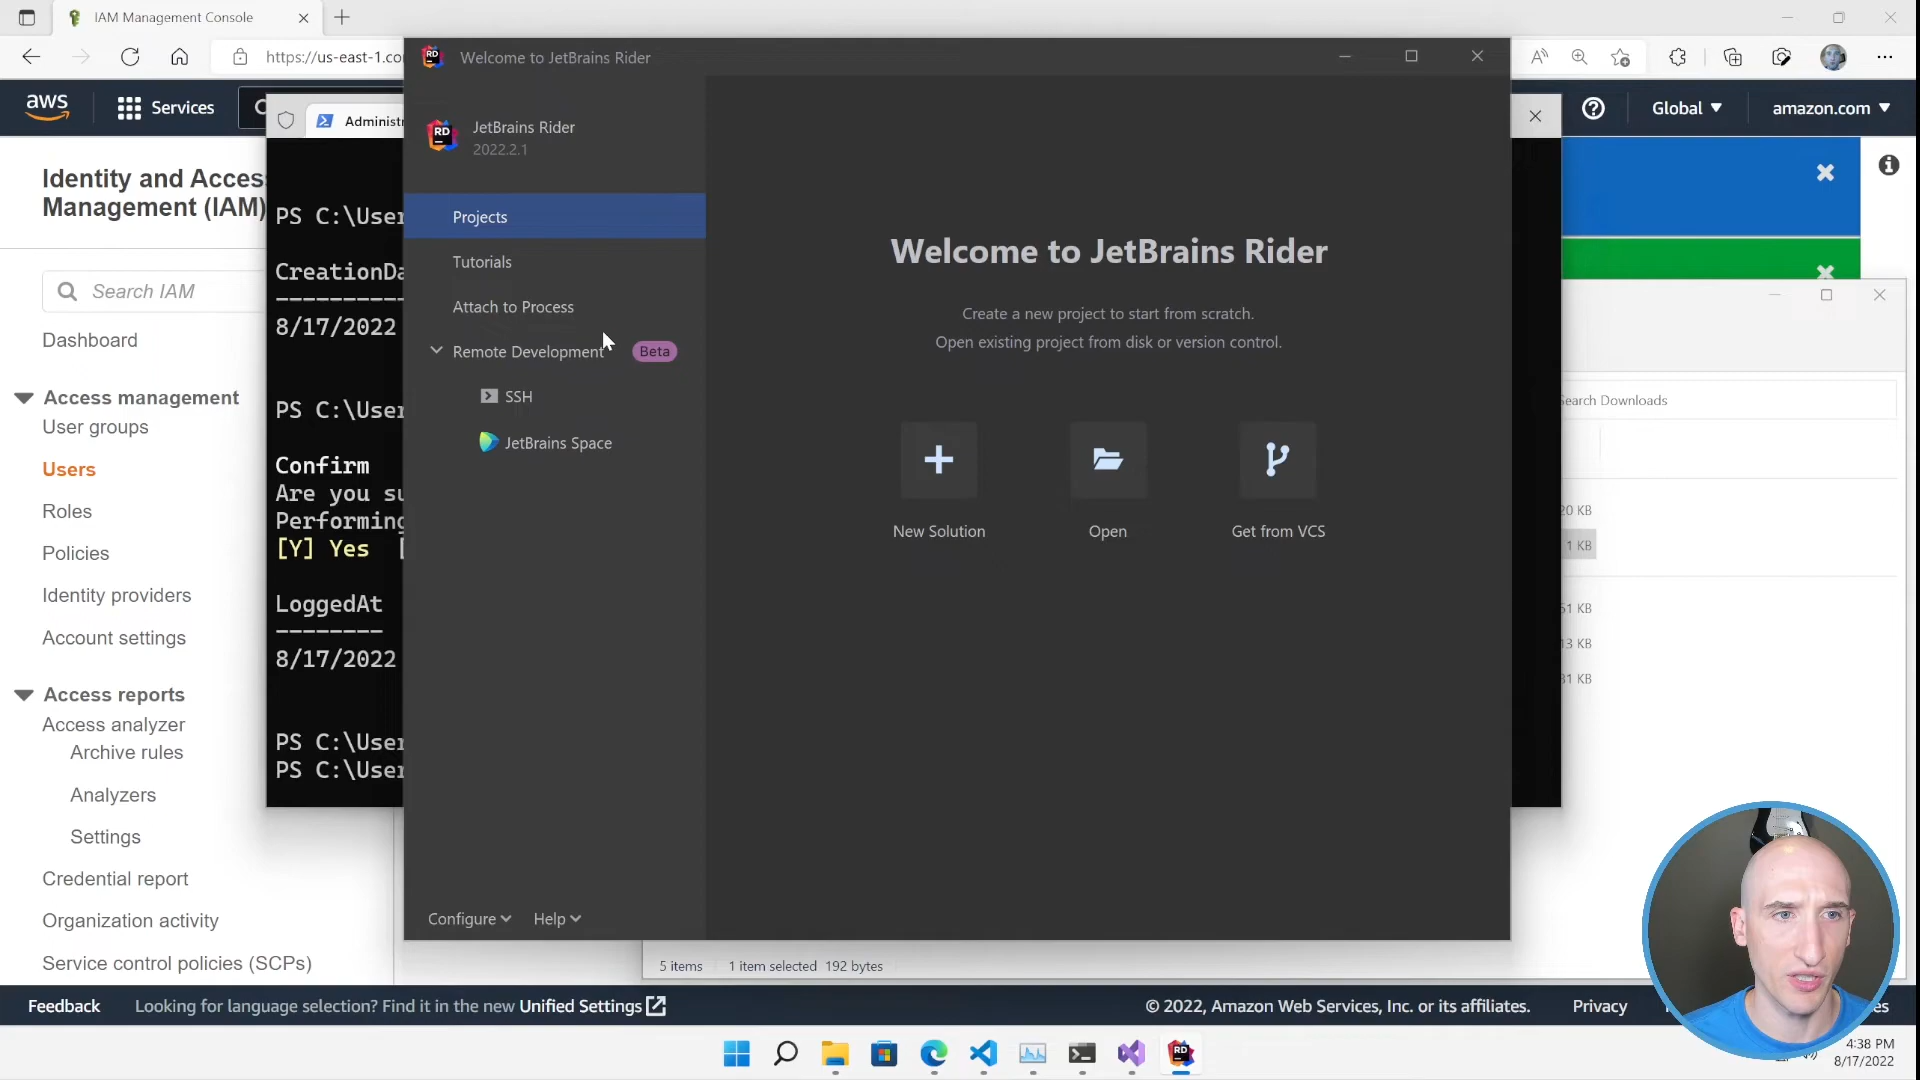 IAM Management Console
https://us-east-1.co
Welcome to JetBrains Rider
aws
Services
Global
amazon.com
Administ
JetBrains Rider
2022.2.1
Identity and Acces
Management (IAM)
Search IAM
Dashboard
Access management
User groups
Users
Roles
Policies
Identity providers
Account settings
Access reports
Access analyzer
Archive rules
Analyzers
Settings
Credential report
Organization activity
Service control policies (SCPs)
PS C:\User
CreationDa
----------
8/17/2022
PS C:\User
Confirm
Are you su
Performing
[Y] Yes [
LoggedAt
--------
8/17/2022
PS C:\User
PS C:\User
Projects
Tutorials
Attach to Process
Remote Development Beta
SSH
JetBrains Space
Configure Help
Welcome to JetBrains Rider
Create a new project to start from scratch.
Open existing project from disk or version control.
New Solution
Open
Get from VCS
Search Downloads
20 KB
1 KB
51 KB
13 KB
31 KB
5 items 1 item selected 192 bytes
Feedback
Looking for language selection? Find it in the new Unified Settings
© 2022, Amazon Web Services, Inc. or its affiliates.
Privacy
es
4:38 PM
8/17/2022